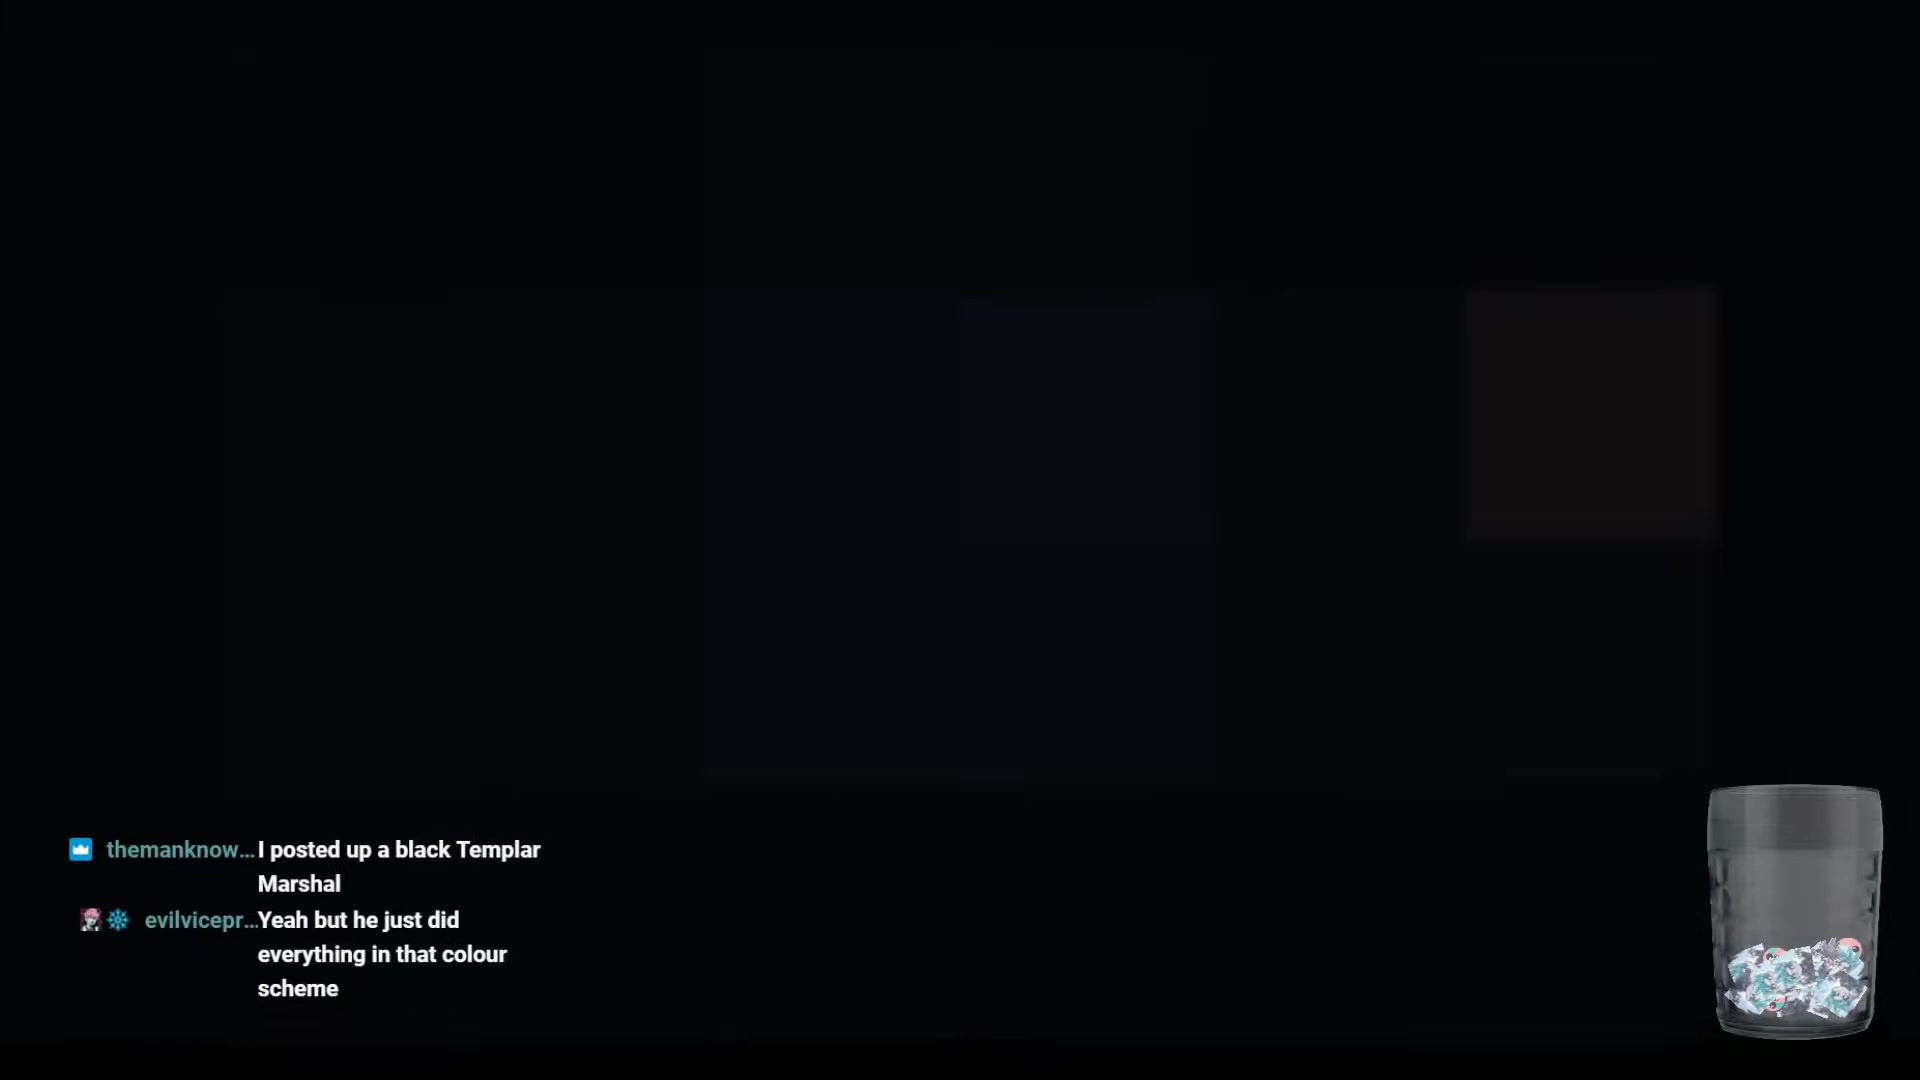 themanknow… I posted up a black Templar
Marshal
evilvicepr… Yeah but he just did
everything in that colour
scheme